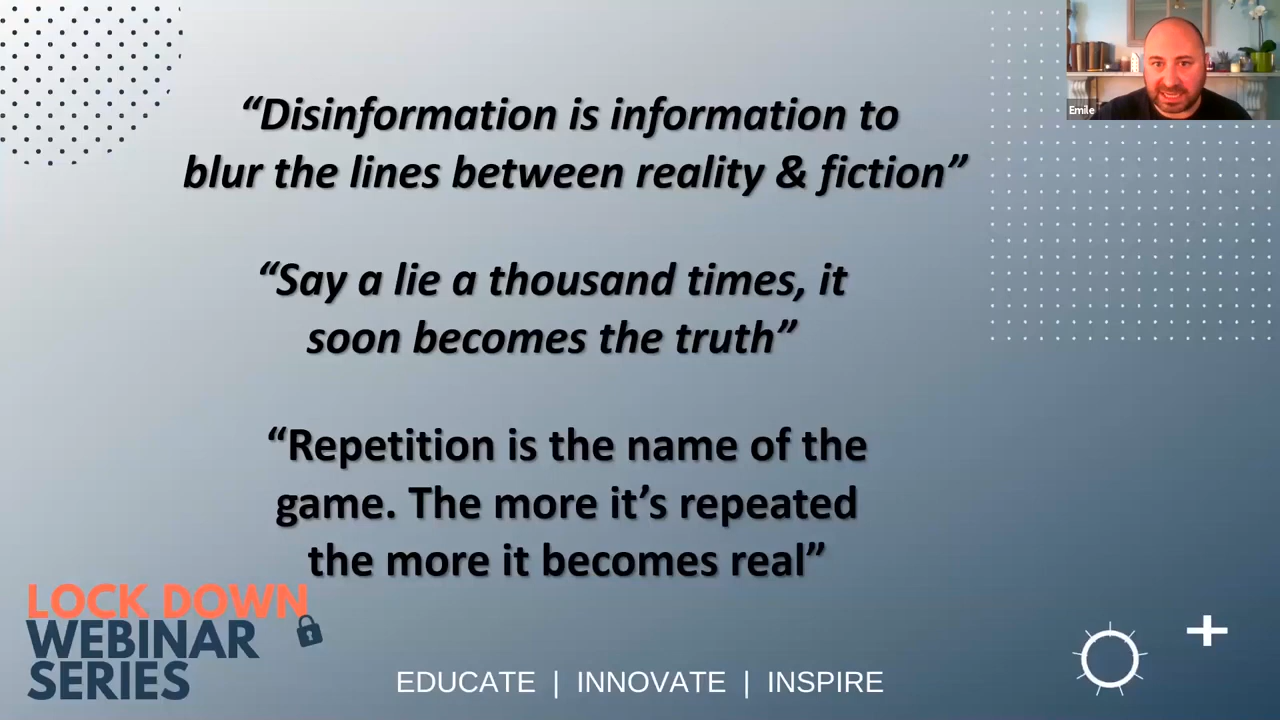 Emile
“Disinformation is information to
blur the lines between reality & fiction”
“Say a lie a thousand times, it
soon becomes the truth”
“Repetition is the name of the
game. The more it’s repeated
the more it becomes real”
LOCK DOWN
WEBINAR
SERIES
EDUCATE | INNOVATE | INSPIRE